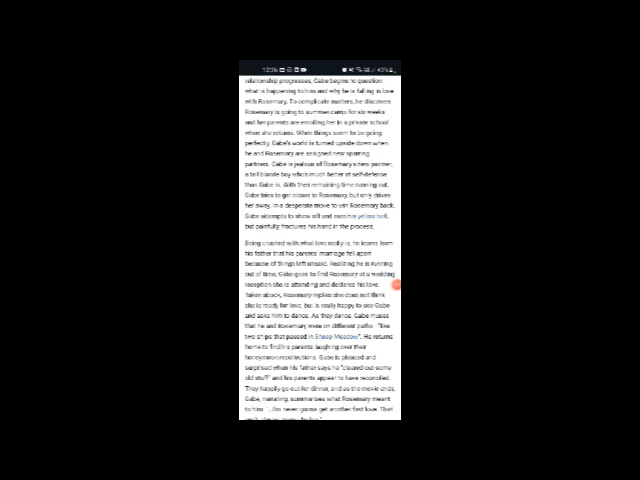 12:36
relationship progresses, Gabe begins to question
what is happening to him and why he is falling in love
with Rosemary. To complicate matters, he discovers
Rosemary is going to summer camp for six weeks
and her parents are enrolling her in a private school
when she returns. When things seem to be going
perfectly, Gabe's world is turned upside down when
he and Rosemary are assigned new sparring
partners. Gabe is jealous of Rosemary's new partner,
a tall blonde boy who's much better at self-defense
than Gabe is. With their remaining time running out,
Gabe tries to get closer to Rosemary, but only drives
her away. In a desperate move to win Rosemary back,
Gabe attempts to show off and earn his yellow belt,
but painfully fractures his hand in the process.
Being crushed with what love really is, he learns from
his father that his parents' marriage fell apart
because of things left unsaid. Realizing he is running
out of time, Gabe goes to find Rosemary at a wedding
reception she is attending and declares his love.
Taken aback, Rosemary replies she does not think
she is ready for love, but is really happy to see Gabe
and asks him to dance. As they dance, Gabe muses
that he and Rosemary were on different paths: "like
two ships that passed in Sheep Meadow". He returns
home to find his parents laughing over their
honeymoon recollections. Gabe is pleased and
surprised when his father says he "cleared out some
old stuff" and his parents appear to have reconciled.
They happily go out for dinner, and as the movie ends,
Gabe, narrating, summarizes what Rosemary meant
to him: "...I'm never gonna get another first love. That